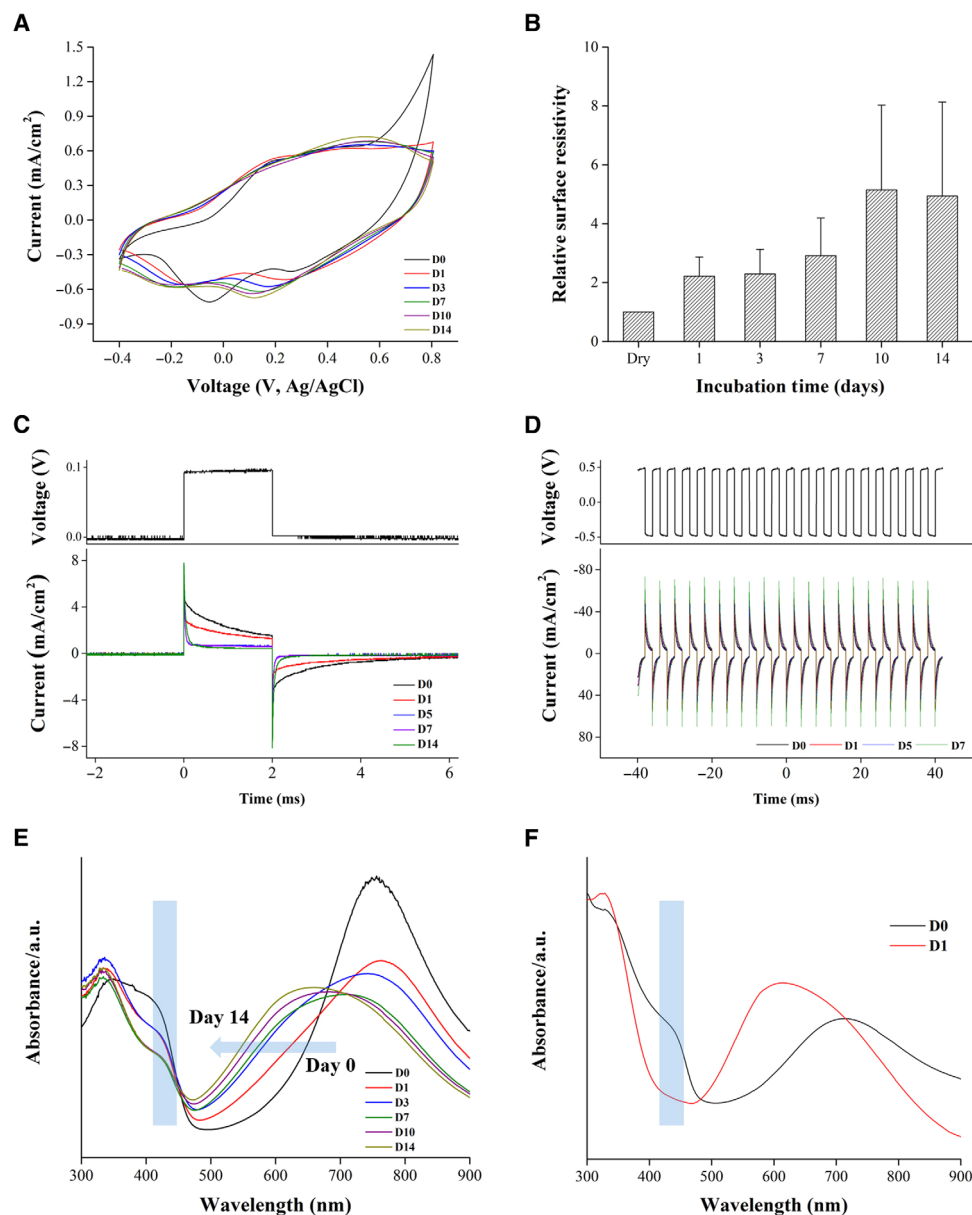 A
Current (mA/cm²)
1.5
1.2
0.9
0.6
0.3
0.0
−0.3
−0.6
−0.9
−0.4
−0.2
0.0
0.2
0.4
0.6
0.8
Voltage (V, Ag/AgCl)
D0
D1
D3
D7
D10
D14
B
Relative surface resistivity
10
8
6
4
2
0
Dry
1
3
7
10
14
Incubation time (days)
C
Voltage (V)
0.1
0.0
Current (mA/cm²)
8
4
0
−4
−8
−2
0
2
4
6
Time (ms)
D0
D1
D5
D7
D14
D
Voltage (V)
0.5
0.0
−0.5
Current (mA/cm²)
-80
-40
0
40
80
−40
−20
0
20
40
Time (ms)
D0 D1 D5 D7
E
Absorbance/a.u.
Day 14
Day 0
D0
D1
D3
D7
D10
D14
300
400
500
600
700
800
900
Wavelength (nm)
F
Absorbance/a.u.
D0
D1
300
400
500
600
700
800
900
Wavelength (nm)